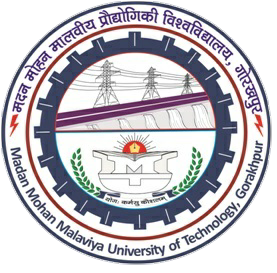 मदन मोहन मालवीय प्रौद्योगिकी विश्वविद्यालय, गोरखपुर
योगः कर्मसु कौशलम्
Madan Mohan Malaviya University of Technology, Gorakhpur